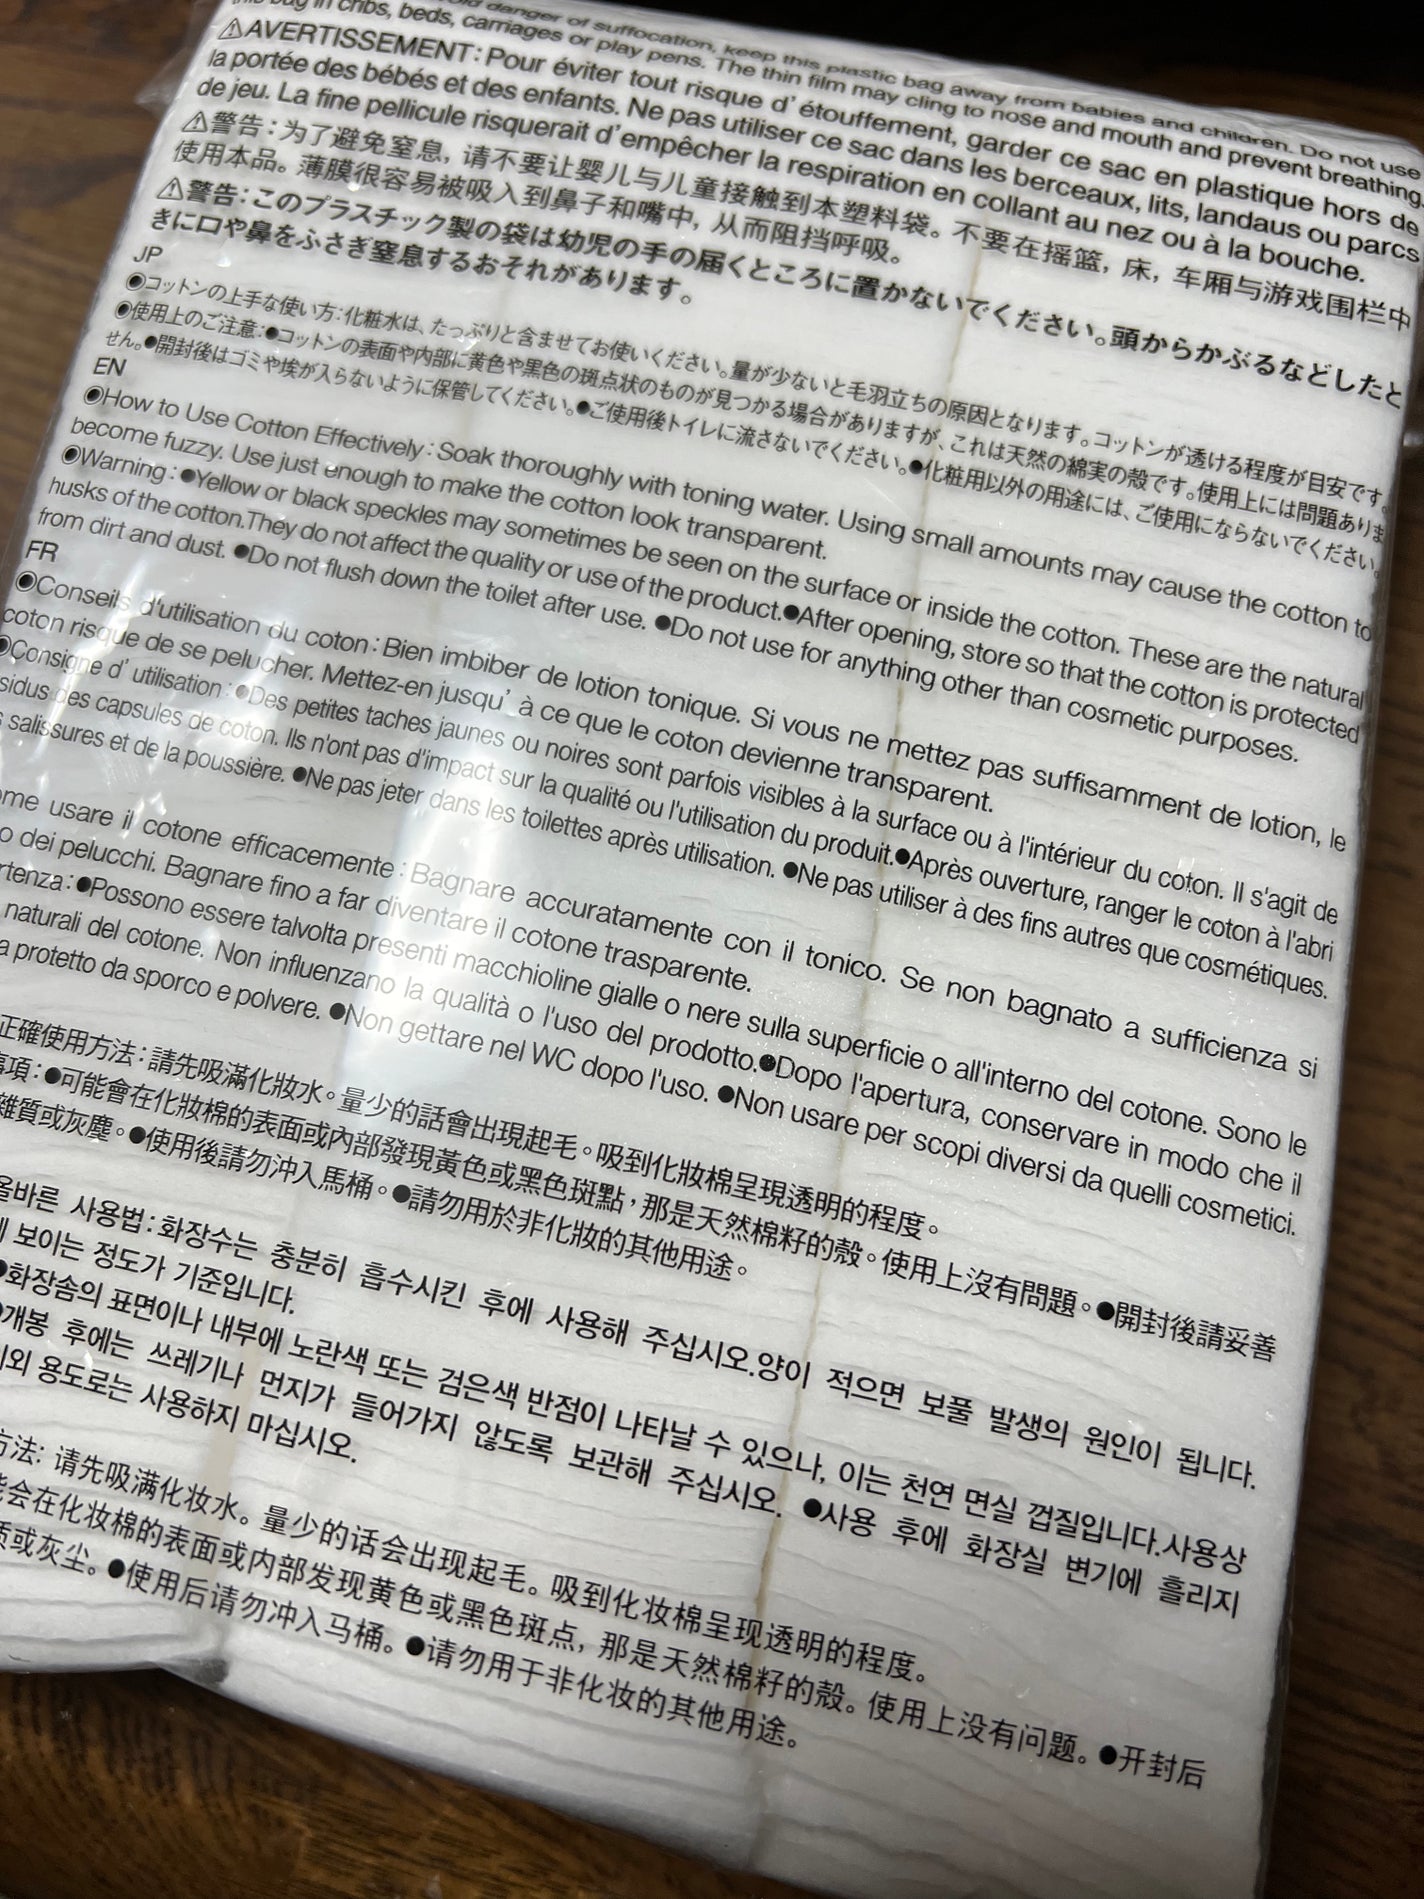 old danger of suffocation, keep this plastic bag away from babies and children. Do not use
this bag in cribs, beds, carriages or play pens. The thin film may cling to nose and mouth and prevent breathing.
⚠AVERTISSEMENT：Pour éviter tout risque d’étouffement, garder ce sac en plastique hors de
la portée des bébés et des enfants. Ne pas utiliser ce sac dans les berceaux, lits, landaus ou parcs
de jeu. La fine pellicule risquerait d’empêcher la respiration en collant au nez ou à la bouche.
⚠警告：为了避免窒息，请不要让婴儿与儿童接触到本塑料袋。不要在摇篮，床，车厢与游戏围栏中
使用本品。薄膜很容易被吸入到鼻子和嘴中，从而阻挡呼吸。
⚠警告：このプラスチック製の袋は幼児の手の届くところに置かないでください。頭からかぶるなどしたと
きに口や鼻をふさぎ窒息するおそれがあります。
JP
◉コットンの上手な使い方：化粧水は、たっぷりと含ませてお使いください。量が少ないと毛羽立ちの原因となります。コットンが透ける程度が目安です。
◉使用上のご注意：●コットンの表面や内部に黄色や黒色の斑点状のものが見つかる場合がありますが、これは天然の綿実の殻です。使用上には問題ありま
せん。●開封後はゴミや埃が入らないように保管してください。●ご使用後トイレに流さないでください。●化粧用以外の用途には、ご使用にならないでください。
EN
◉How to Use Cotton Effectively：Soak thoroughly with toning water. Using small amounts may cause the cotton to
become fuzzy. Use just enough to make the cotton look transparent.
◉Warning：●Yellow or black speckles may sometimes be seen on the surface or inside the cotton. These are the natural
husks of the cotton.They do not affect the quality or use of the product.●After opening, store so that the cotton is protected
from dirt and dust. ●Do not flush down the toilet after use. ●Do not use for anything other than cosmetic purposes.
FR
◉Conseils d'utilisation du coton：Bien imbiber de lotion tonique. Si vous ne mettez pas suffisamment de lotion, le
coton risque de se pelucher. Mettez-en jusqu’à ce que le coton devienne transparent.
◉Consigne d’utilisation：●Des petites taches jaunes ou noires sont parfois visibles à la surface ou à l'intérieur du coton. Il s'agit de
sidus des capsules de coton. Ils n'ont pas d'impact sur la qualité ou l'utilisation du produit.●Après ouverture, ranger le coton à l'abri
s salissures et de la poussière. ●Ne pas jeter dans les toilettes après utilisation. ●Ne pas utiliser à des fins autres que cosmétiques.
ome usare il cotone efficacemente：Bagnare accuratamente con il tonico. Se non bagnato a sufficienza si
o dei pelucchi. Bagnare fino a far diventare il cotone trasparente.
rtenza：●Possono essere talvolta presenti macchioline gialle o nere sulla superficie o all'interno del cotone. Sono le
naturali del cotone. Non influenzano la qualità o l'uso del prodotto.●Dopo l'apertura, conservare in modo che il
a protetto da sporco e polvere. ●Non gettare nel WC dopo l'uso. ●Non usare per scopi diversi da quelli cosmetici.
正確使用方法：請先吸滿化妝水。量少的話會出現起毛。吸到化妝棉呈現透明的程度。
事項：●可能會在化妝棉的表面或內部發現黃色或黑色斑點，那是天然棉籽的殼。使用上沒有問題。●開封後請妥善
雜質或灰塵。●使用後請勿沖入馬桶。●請勿用於非化妝的其他用途。
올바른 사용법：화장수는 충분히 흡수시킨 후에 사용해 주십시오.양이 적으면 보풀 발생의 원인이 됩니다.
보이는 정도가 기준입니다.
●화장솜의 표면이나 내부에 노란색 또는 검은색 반점이 나타날 수 있으나, 이는 천연 면실 껍질입니다.사용상
●개봉 후에는 쓰레기나 먼지가 들어가지 않도록 보관해 주십시오. ●사용 후에 화장실 변기에 흘리지
이외 용도로는 사용하지 마십시오.
方法: 请先吸满化妆水。量少的话会出现起毛。吸到化妆棉呈现透明的程度。
能会在化妆棉的表面或内部发现黄色或黑色斑点，那是天然棉籽的殼。使用上没有问题。●开封后
质或灰尘。●使用后请勿冲入马桶。●请勿用于非化妆的其他用途。